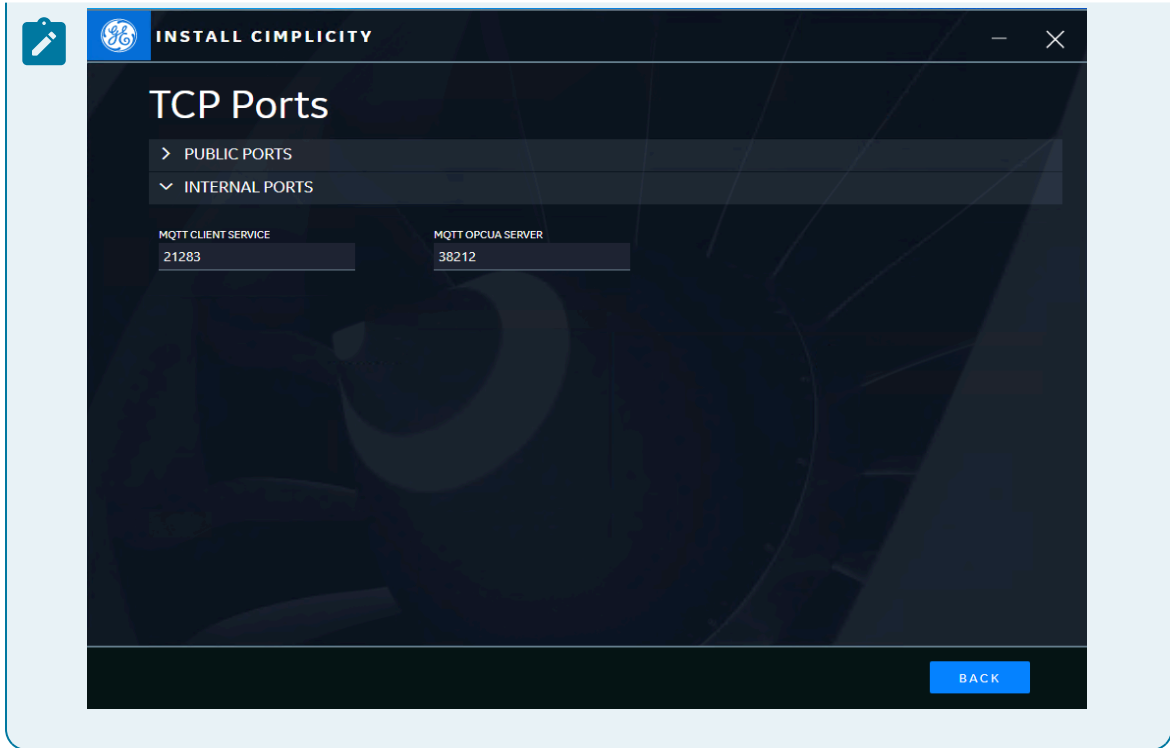 INSTALL CIMPLICITY
TCP Ports
PUBLIC PORTS
INTERNAL PORTS
MQTT CLIENT SERVICE MQTT OPCUA SERVER
21283 38212
BACK